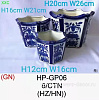 H20cm W26cm
H16cm W21cm
H12cm W16cm
(GN)
HP-GP06
6/CTN
(HZ/HN))